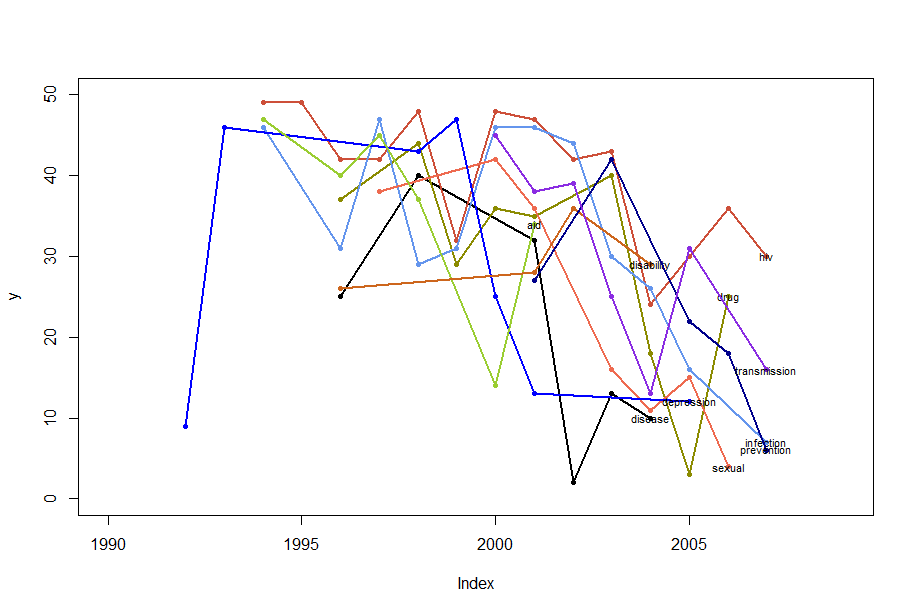 50
40
30
20
10
0
y
aid
hiv
disability
drug
transmission
depression
disease
infection
prevention
sexual
1990 1995 2000 2005
Index